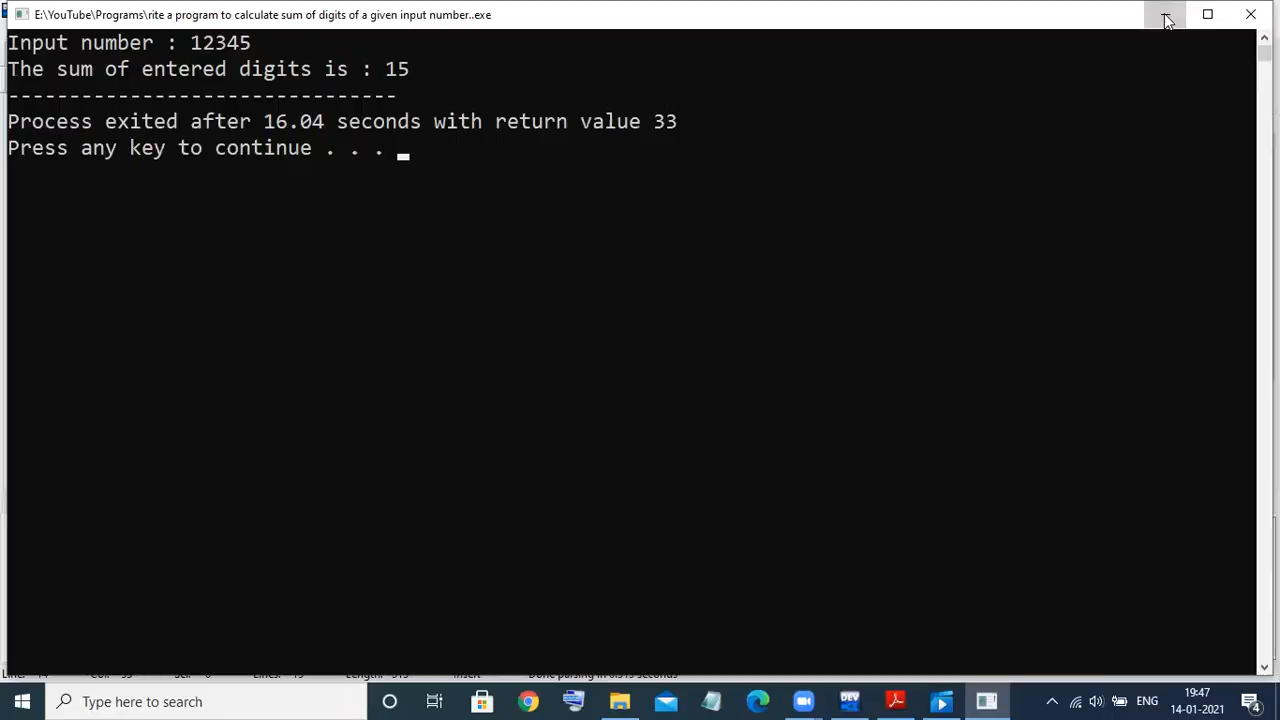 E:\YouTube\Programs\rite a program to calculate sum of digits of a given input number..exe
Input number : 12345
The sum of entered digits is : 15
--------------------------------
Process exited after 16.04 seconds with return value 33
Press any key to continue . . .
Type here to search
DEV
ENG
19:47
14-01-2021
4